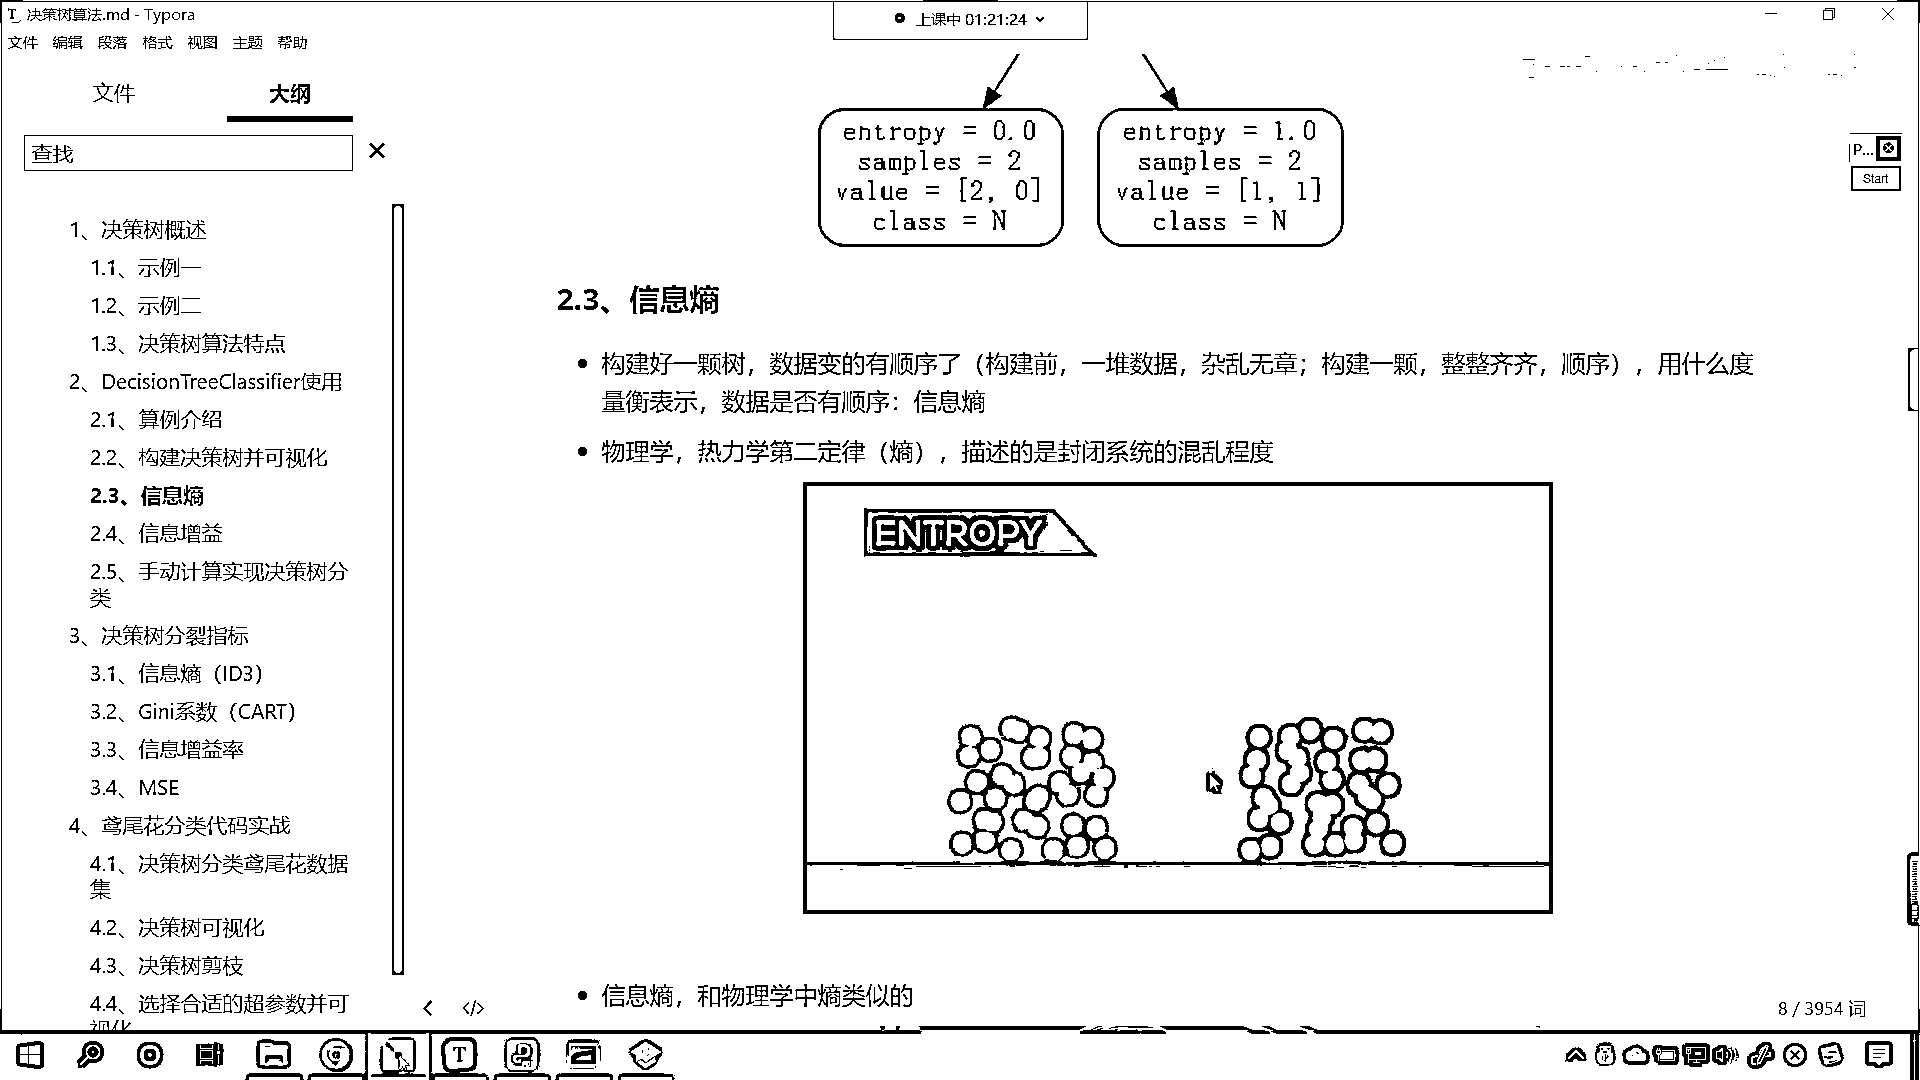 决策树算法.md - Typora
上课中 01:21:24
文件 编辑 段落 格式 视图 主题 帮助
文件 大纲
查找
1、决策树概述
1.1、示例一
1.2、示例二
1.3、决策树算法特点
2、DecisionTreeClassifier使用
2.1、算例介绍
2.2、构建决策树并可视化
2.3、信息熵
2.4、信息增益
2.5、手动计算实现决策树分
类
3、决策树分裂指标
3.1、信息熵（ID3）
3.2、Gini系数（CART）
3.3、信息增益率
3.4、MSE
4、鸢尾花分类代码实战
4.1、决策树分类鸢尾花数据
集
4.2、决策树可视化
4.3、决策树剪枝
4.4、选择合适的超参数并可
视化
entropy = 0.0
samples = 2
value = [2, 0]
class = N
entropy = 1.0
samples = 2
value = [1, 1]
class = N
P...
Start
2.3、信息熵
构建好一颗树，数据变的有顺序了（构建前，一堆数据，杂乱无章；构建一颗，整整齐齐，顺序），用什么度
量衡表示，数据是否有顺序：信息熵
物理学，热力学第二定律（熵），描述的是封闭系统的混乱程度
ENTROPY
信息熵，和物理学中熵类似的
8 / 3954 词